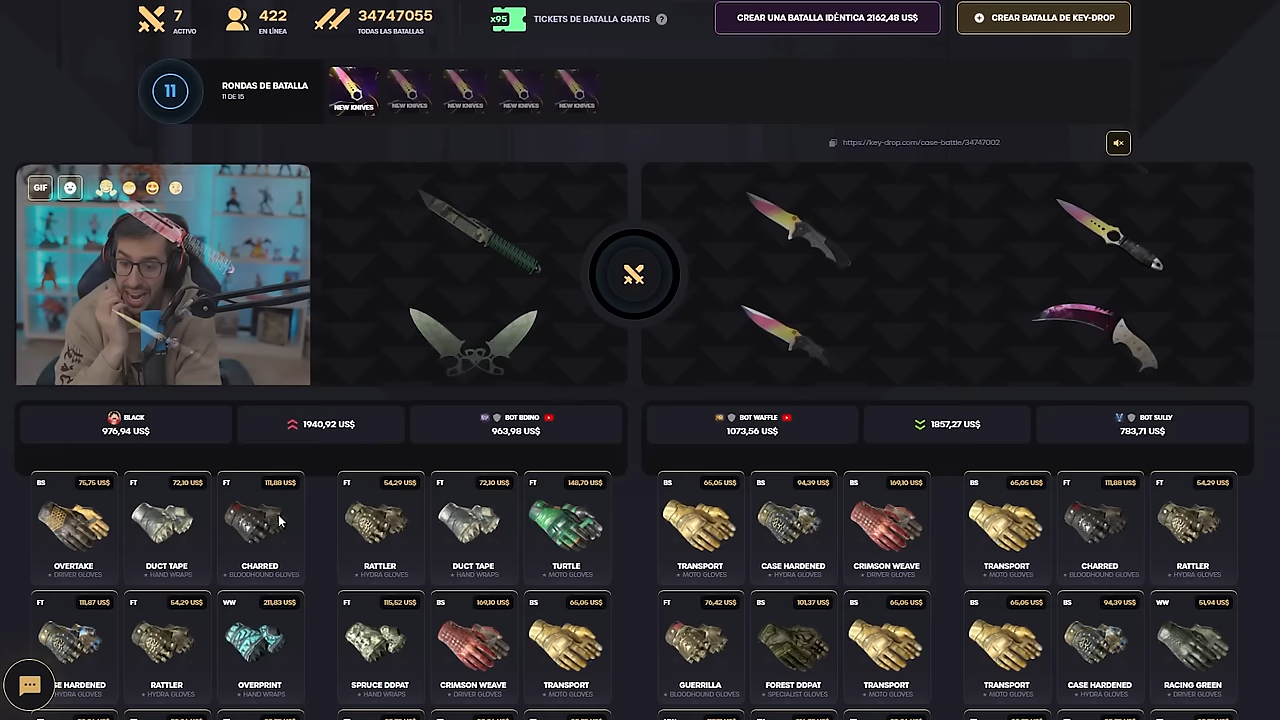 7
ACTIVO
422
EN LÍNEA
34747055
TODAS LAS BATALLAS
x95
TICKETS DE BATALLA GRATIS ?
CREAR UNA BATALLA IDÉNTICA 2162,48 US$
CREAR BATALLA DE KEY-DROP
11
RONDAS DE BATALLA
11 DE 15
NEW KNIVES
NEW KNIVES
NEW KNIVES
NEW KNIVES
NEW KNIVES
https://key-drop.com/case-battle/34747002
GIF
BLACK
976,94 US$
1940,92 US$
BOT BDINO
963,98 US$
BOT WAFFLE
1073,56 US$
1857,27 US$
BOT SULLY
783,71 US$
BS 75,75 US$
OVERTAKE
★ DRIVER GLOVES
FT 72,10 US$
DUCT TAPE
★ HAND WRAPS
FT 111,88 US$
CHARRED
★ BLOODHOUND GLOVES
FT 54,29 US$
RATTLER
★ HYDRA GLOVES
FT 72,10 US$
DUCT TAPE
★ HAND WRAPS
FT 148,70 US$
TURTLE
★ MOTO GLOVES
BS 65,05 US$
TRANSPORT
★ MOTO GLOVES
BS 94,39 US$
CASE HARDENED
★ HYDRA GLOVES
BS 169,10 US$
CRIMSON WEAVE
★ DRIVER GLOVES
BS 65,05 US$
TRANSPORT
★ MOTO GLOVES
FT 111,88 US$
CHARRED
★ BLOODHOUND GLOVES
FT 54,29 US$
RATTLER
★ HYDRA GLOVES
FT 111,87 US$
SE HARDENED
HYDRA GLOVES
FT 54,29 US$
RATTLER
★ HYDRA GLOVES
WW 211,83 US$
OVERPRINT
★ HAND WRAPS
FT 115,52 US$
SPRUCE DDPAT
★ HAND WRAPS
BS 169,10 US$
CRIMSON WEAVE
★ DRIVER GLOVES
BS 65,05 US$
TRANSPORT
★ MOTO GLOVES
FT 76,42 US$
GUERRILLA
★ BLOODHOUND GLOVES
BS 101,37 US$
FOREST DDPAT
★ SPECIALIST GLOVES
BS 65,05 US$
TRANSPORT
★ MOTO GLOVES
BS 65,05 US$
TRANSPORT
★ MOTO GLOVES
BS 94,39 US$
CASE HARDENED
★ HYDRA GLOVES
WW 51,94 US$
RACING GREEN
★ DRIVER GLOVES